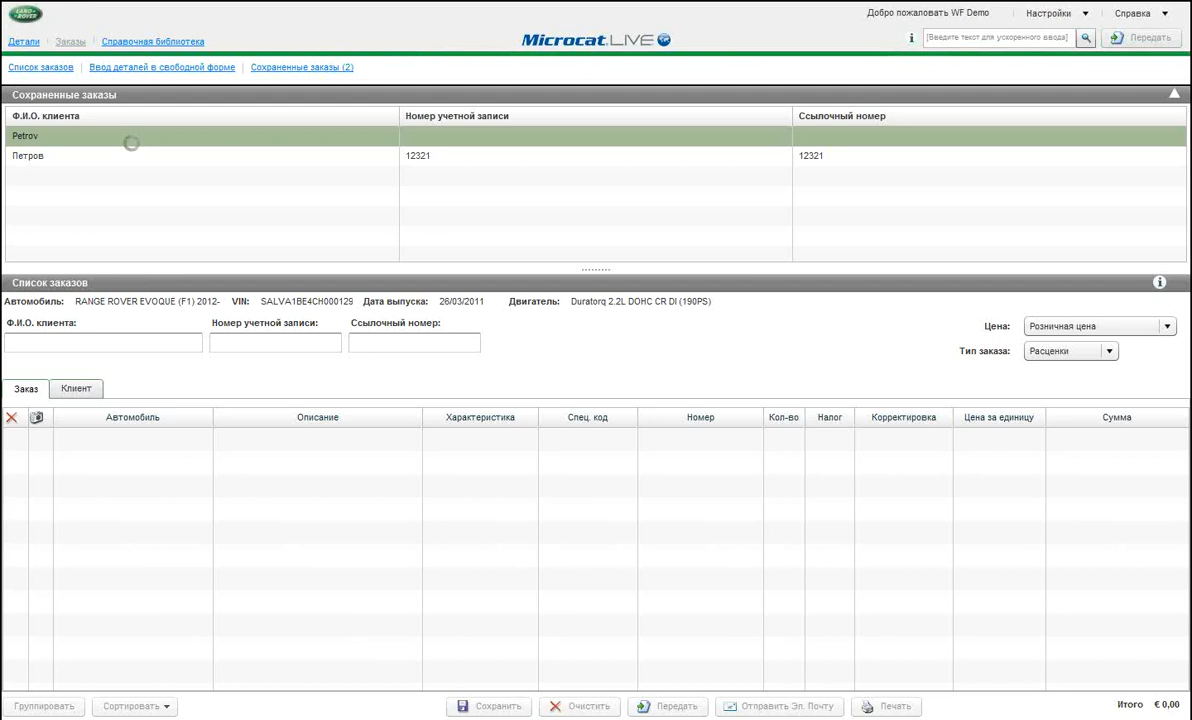 LAND-ROVER
Добро пожаловать WF Demo
Настройки
Справка
Детали
Заказы
Справочная библиотека
Microcat.LIVE
[Введите текст для ускоренного ввода]
Передать
Список заказов
Ввод деталей в свободной форме
Сохраненные заказы (2)
Сохраненные заказы
Ф.И.О. клиента
Номер учетной записи
Ссылочный номер
Petrov
Петров
12321
12321
Список заказов
Автомобиль: RANGE ROVER EVOQUE (F1) 2012- VIN: SALVA1BE4CH000129 Дата выпуска: 26/03/2011 Двигатель: Duratorq 2.2L DOHC CR DI (190PS)
Ф.И.О. клиента:
Номер учетной записи:
Ссылочный номер:
Цена: Розничная цена
Тип заказа: Расценки
Заказ
Клиент
Автомобиль
Описание
Характеристика
Спец. код
Номер
Кол-во
Налог
Корректировка
Цена за единицу
Сумма
Группировать
Сортировать
Сохранить
Очистить
Передать
Отправить Эл. Почту
Печать
Итого € 0,00